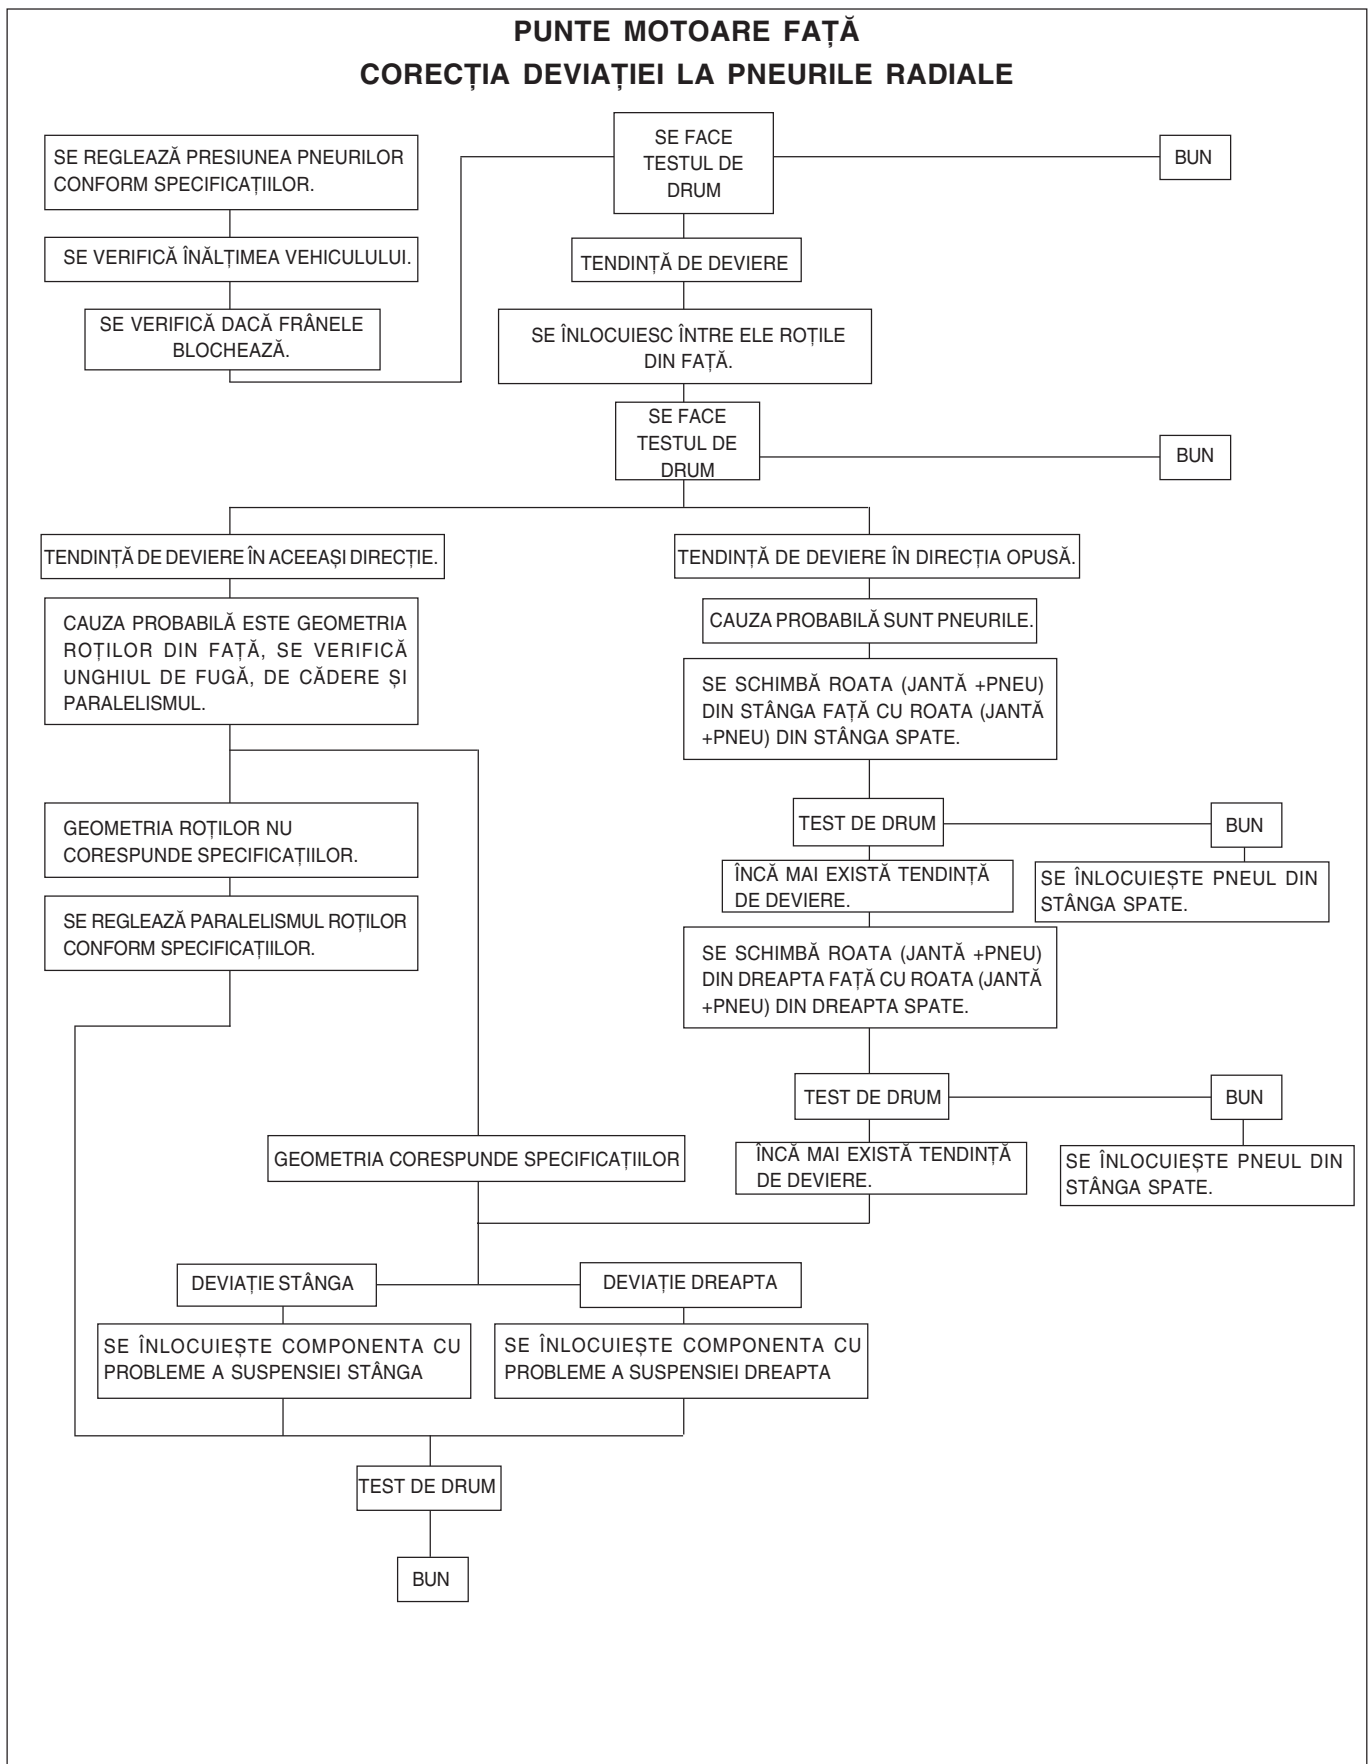 PUNTE MOTOARE FAȚĂ
CORECȚIA DEVIAȚIEI LA PNEURILE RADIALE
SE REGLEAZĂ PRESIUNEA PNEURILOR
CONFORM SPECIFICAȚIILOR.
SE VERIFICĂ ÎNĂLȚIMEA VEHICULULUI.
SE VERIFICĂ DACĂ FRÂNELE
BLOCHEAZĂ.
SE FACE
TESTUL DE
DRUM
BUN
TENDINȚĂ DE DEVIERE
SE ÎNLOCUIESC ÎNTRE ELE ROȚILE
DIN FAȚĂ.
SE FACE
TESTUL DE
DRUM
BUN
TENDINȚĂ DE DEVIERE ÎN ACEEAȘI DIRECȚIE.
CAUZA PROBABILĂ ESTE GEOMETRIA
ROȚILOR DIN FAȚĂ, SE VERIFICĂ
UNGHIUL DE FUGĂ, DE CĂDERE ȘI
PARALELISMUL.
GEOMETRIA ROȚILOR NU
CORESPUNDE SPECIFICAȚIILOR.
SE REGLEAZĂ PARALELISMUL ROȚILOR
CONFORM SPECIFICAȚIILOR.
TENDINȚĂ DE DEVIERE ÎN DIRECȚIA OPUSĂ.
CAUZA PROBABILĂ SUNT PNEURILE.
SE SCHIMBĂ ROATA (JANTĂ +PNEU)
DIN STÂNGA FAȚĂ CU ROATA (JANTĂ
+PNEU) DIN STÂNGA SPATE.
TEST DE DRUM
BUN
ÎNCĂ MAI EXISTĂ TENDINȚĂ
DE DEVIERE.
SE ÎNLOCUIEȘTE PNEUL DIN
STÂNGA SPATE.
SE SCHIMBĂ ROATA (JANTĂ +PNEU)
DIN DREAPTA FAȚĂ CU ROATA (JANTĂ
+PNEU) DIN DREAPTA SPATE.
TEST DE DRUM
BUN
GEOMETRIA CORESPUNDE SPECIFICAȚIILOR
ÎNCĂ MAI EXISTĂ TENDINȚĂ
DE DEVIERE.
SE ÎNLOCUIEȘTE PNEUL DIN
STÂNGA SPATE.
DEVIAȚIE STÂNGA
DEVIAȚIE DREAPTA
SE ÎNLOCUIEȘTE COMPONENTA CU
PROBLEME A SUSPENSIEI STÂNGA
SE ÎNLOCUIEȘTE COMPONENTA CU
PROBLEME A SUSPENSIEI DREAPTA
TEST DE DRUM
BUN